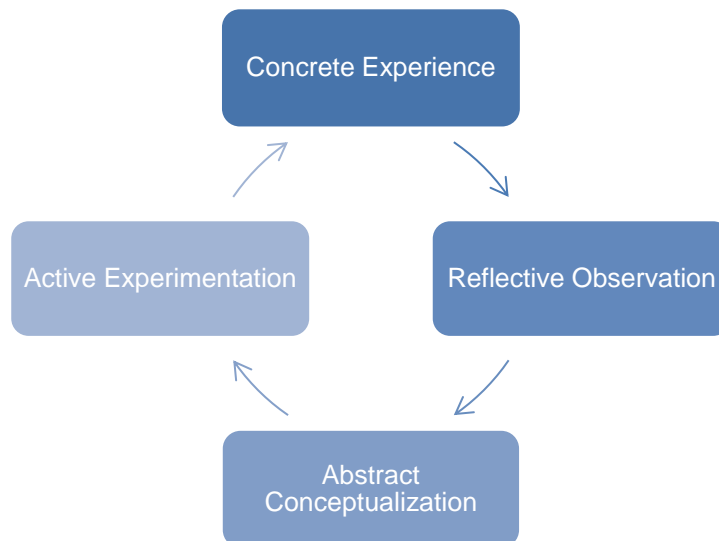 Concrete Experience
Active Experimentation
Reflective Observation
Abstract
Conceptualization